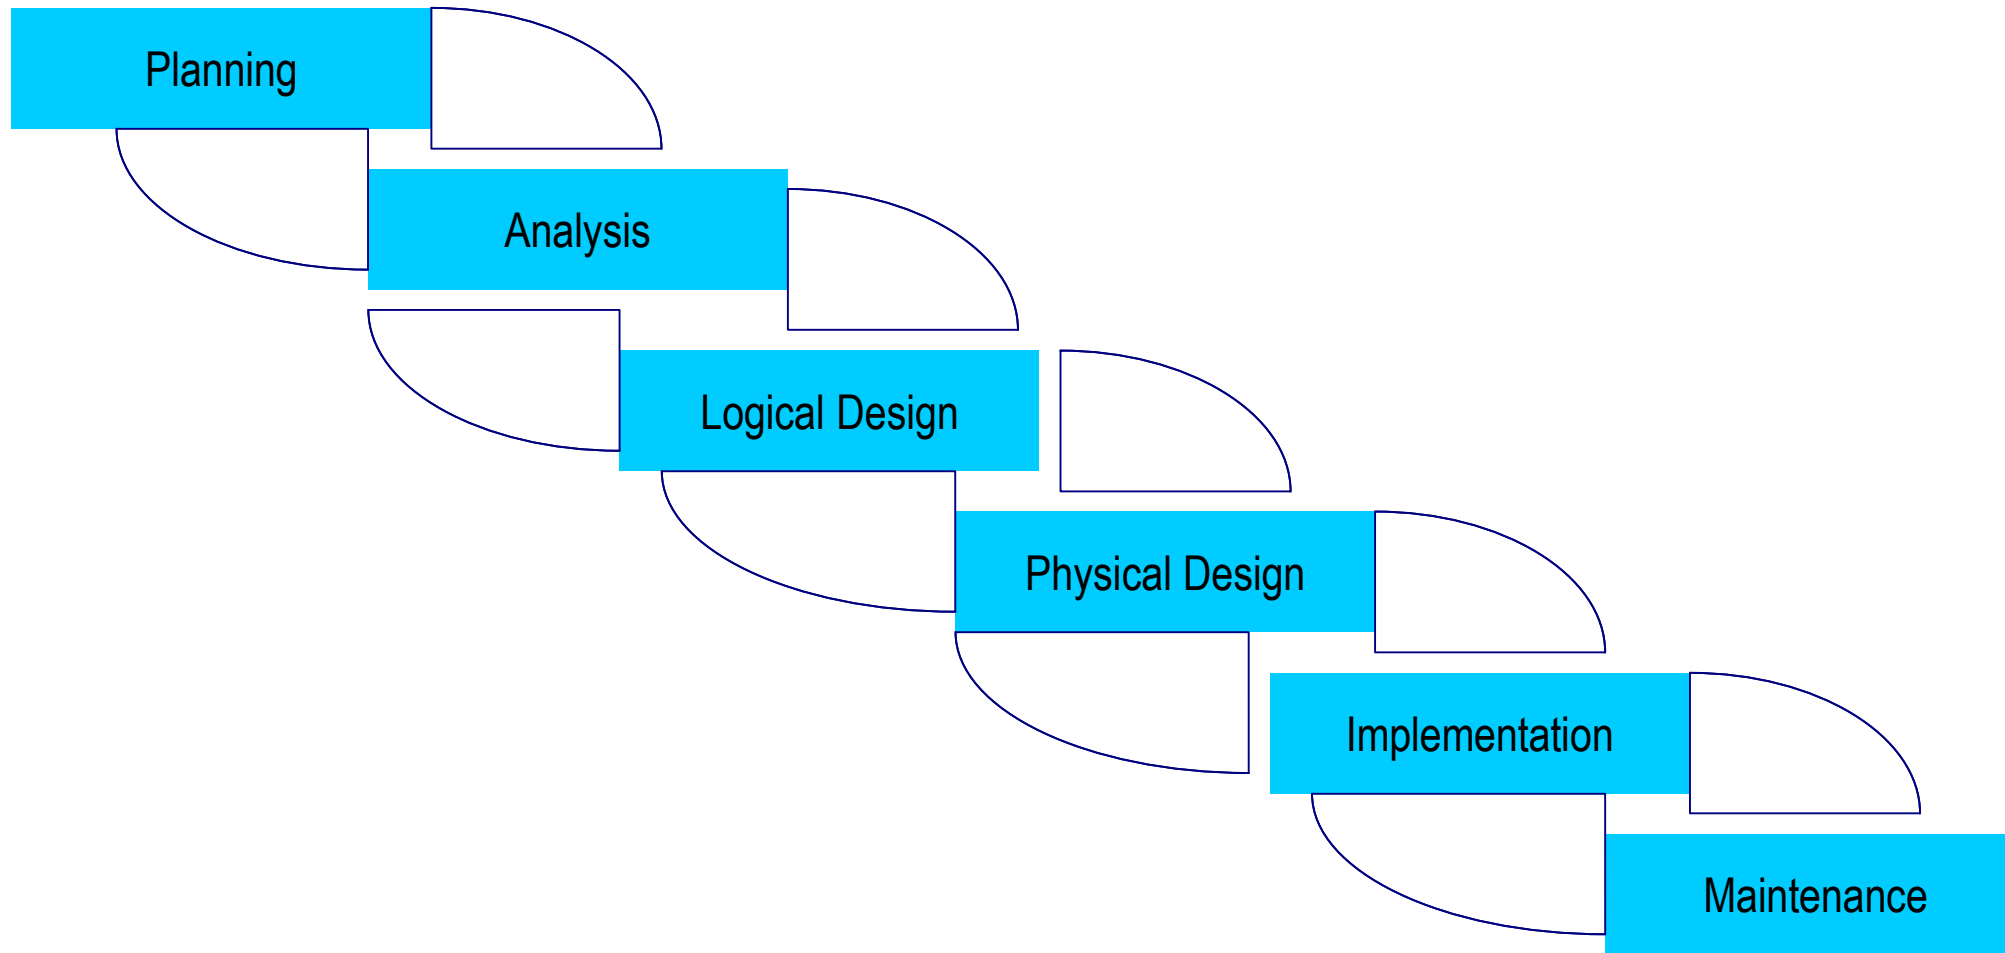 Planning
Analysis
Logical Design
Physical Design
Implementation
Maintenance